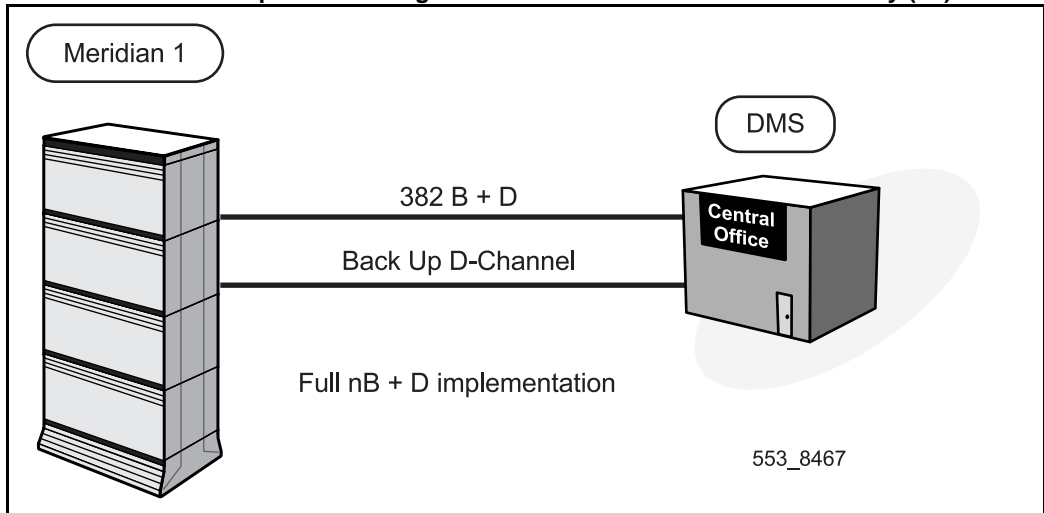 Meridian 1
DMS
382 B + D
Central
Office
Back Up D-Channel
Full nB + D implementation
553_8467